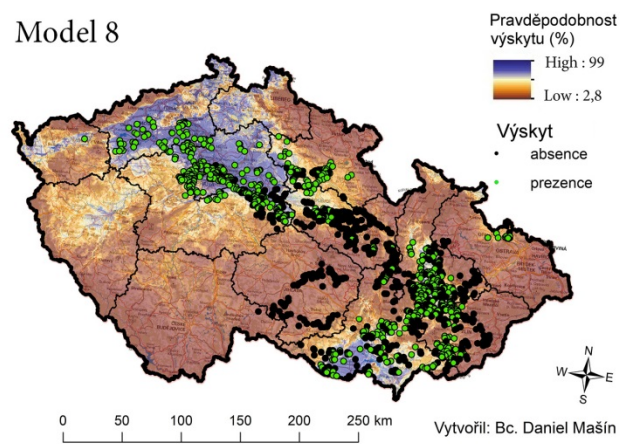 Model 8
Pravděpodobnost
výskytu (%)
High : 99
Low : 2,8
Výskyt
absence
prezence
N
W E
S
0 50 100 150 200 250 km
Vytvořil: Bc. Daniel Mašín